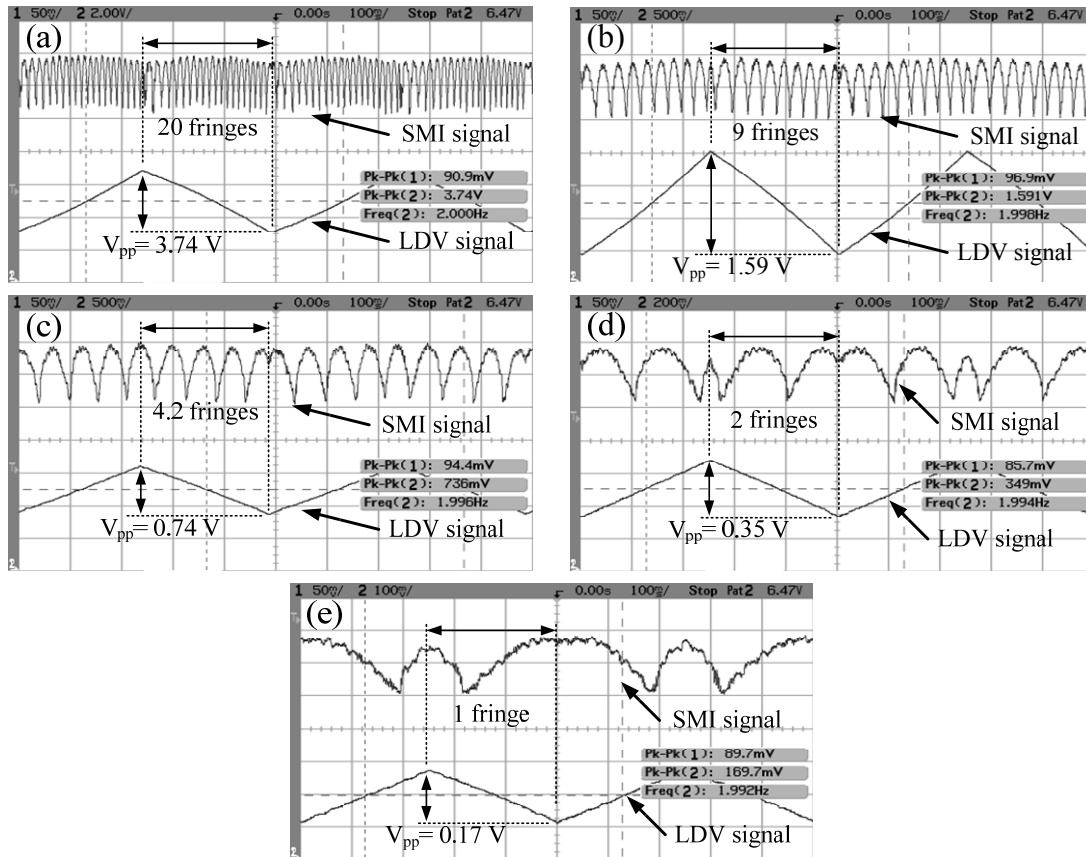 1 50mV/ 2 2.00V/ 0.00s 100ms/ Stop Pat2 6.47V
(a)
20 fringes
SMI signal
Pk-Pk(1): 90.9mV
Pk-Pk(2): 3.74V
Freq(2): 2.000Hz
Vpp= 3.74 V
LDV signal
1 50mV/ 2 500mV/ 0.00s 100ms/ Stop Pat2 6.47V
(b)
9 fringes
SMI signal
Pk-Pk(1): 96.9mV
Pk-Pk(2): 1.591V
Freq(2): 1.998Hz
Vpp= 1.59 V
LDV signal
1 50mV/ 2 500mV/ 0.00s 100ms/ Stop Pat2 6.47V
(c)
4.2 fringes
SMI signal
Pk-Pk(1): 94.4mV
Pk-Pk(2): 736mV
Freq(2): 1.996Hz
Vpp= 0.74 V
LDV signal
1 50mV/ 2 200mV/ 0.00s 100ms/ Stop Pat2 6.47V
(d)
2 fringes
SMI signal
Pk-Pk(1): 85.7mV
Pk-Pk(2): 349mV
Freq(2): 1.994Hz
Vpp= 0.35 V
LDV signal
1 50mV/ 2 100mV/ 0.00s 100ms/ Stop Pat2 6.47V
(e)
1 fringe
SMI signal
Pk-Pk(1): 89.7mV
Pk-Pk(2): 169.7mV
Freq(2): 1.992Hz
Vpp= 0.17 V
LDV signal